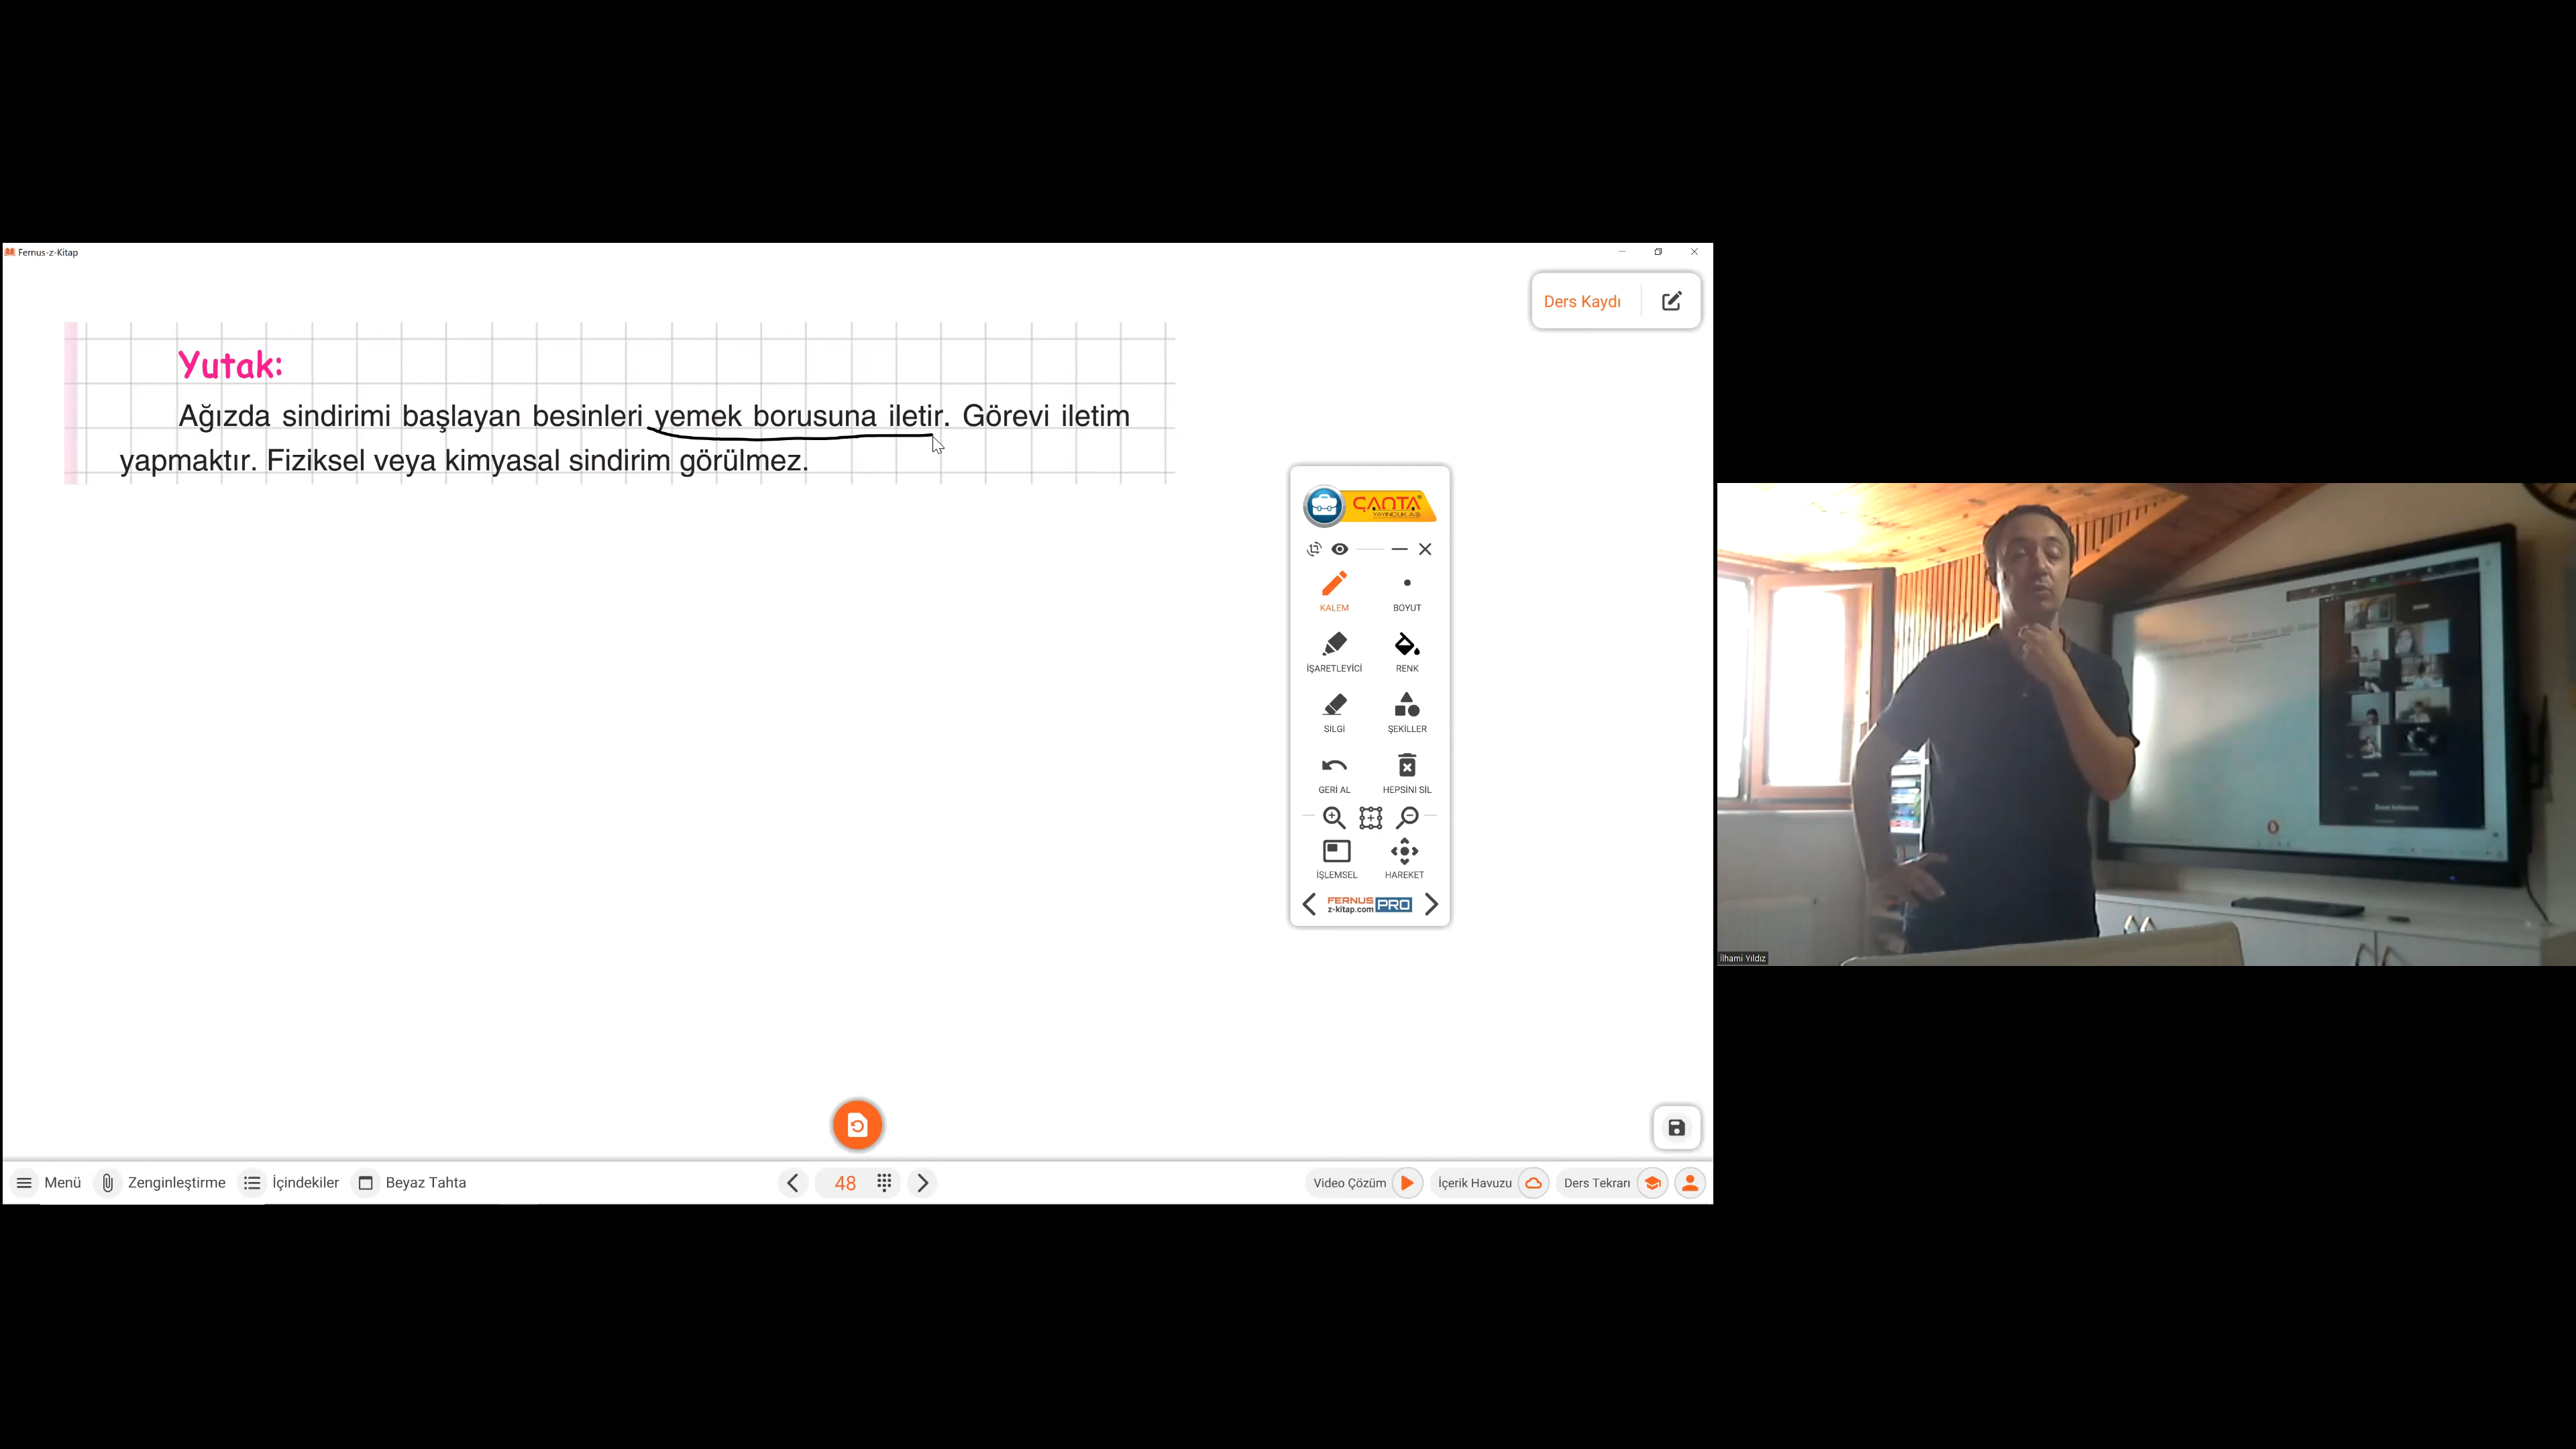 Fernus-z-Kitap
Ders Kaydı
Yutak:
Ağızda sindirimi başlayan besinleri yemek borusuna iletir. Görevi iletim
yapmaktır. Fiziksel veya kimyasal sindirim görülmez.
ÇANTA
YAYINCILIK A.Ş.
KALEM
BOYUT
İŞARETLEYİCİ
RENK
SİLGİ
ŞEKİLLER
GERİ AL
HEPSİNİ SİL
İŞLEMSEL
HAREKET
FERNUS
z-kitap.com PRO
İlhami Yıldız
Menü
Zenginleştirme
İçindekiler
Beyaz Tahta
48
Video Çözüm
İçerik Havuzu
Ders Tekrarı